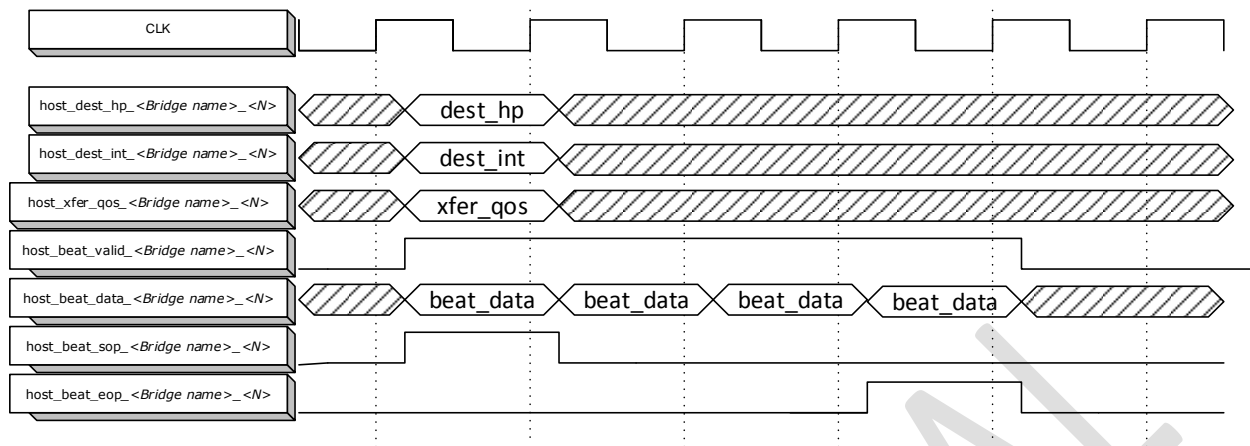 CLK
host_dest_hp_<Bridge name>_<N>
dest_hp
host_dest_int_<Bridge name>_<N>
dest_int
host_xfer_qos_<Bridge name>_<N>
xfer_qos
host_beat_valid_<Bridge name>_<N>
host_beat_data_<Bridge name>_<N>
beat_data beat_data beat_data beat_data
host_beat_sop_<Bridge name>_<N>
host_beat_eop_<Bridge name>_<N>